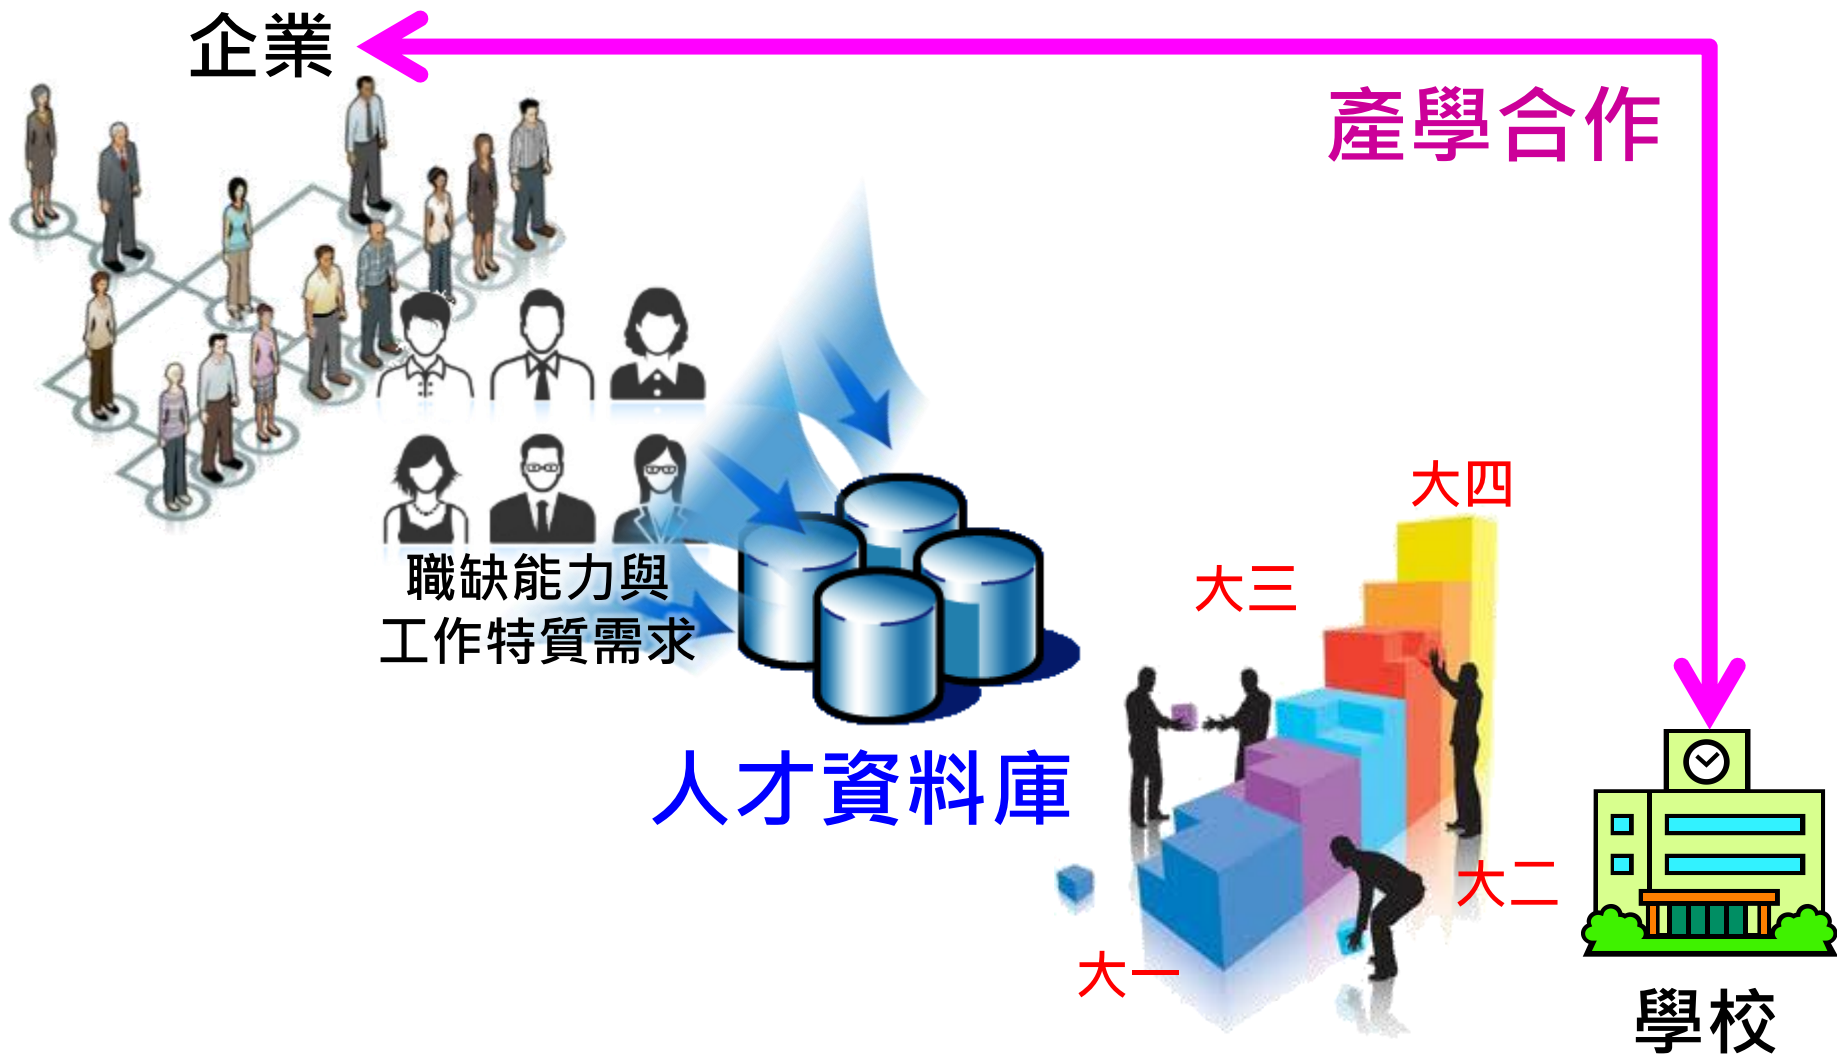 企業
產學合作
職缺能力與
工作特質需求
人才資料庫
大四
大三
大二
大一
學校